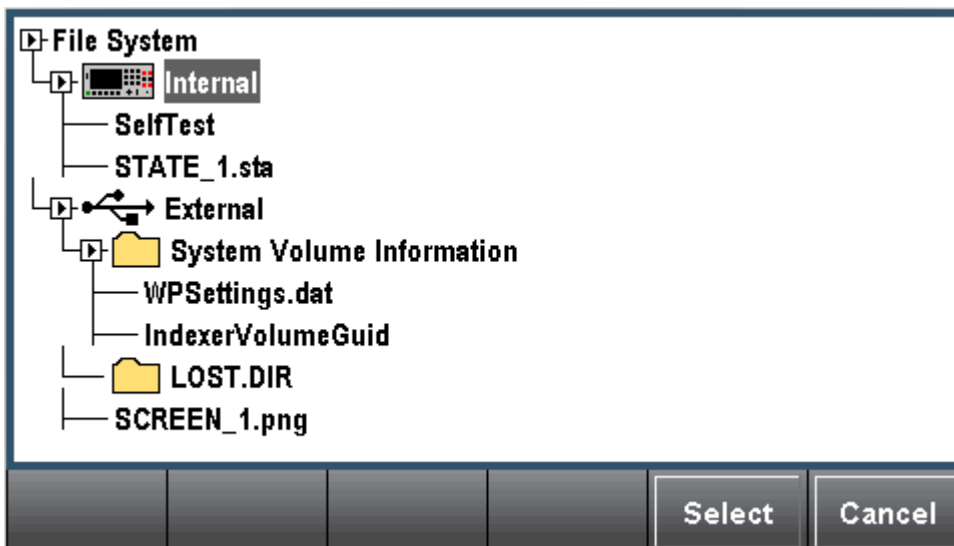 File System
Internal
SelfTest
STATE_1.sta
External
System Volume Information
WPSettings.dat
IndexerVolumeGuid
LOST.DIR
SCREEN_1.png
Select Cancel